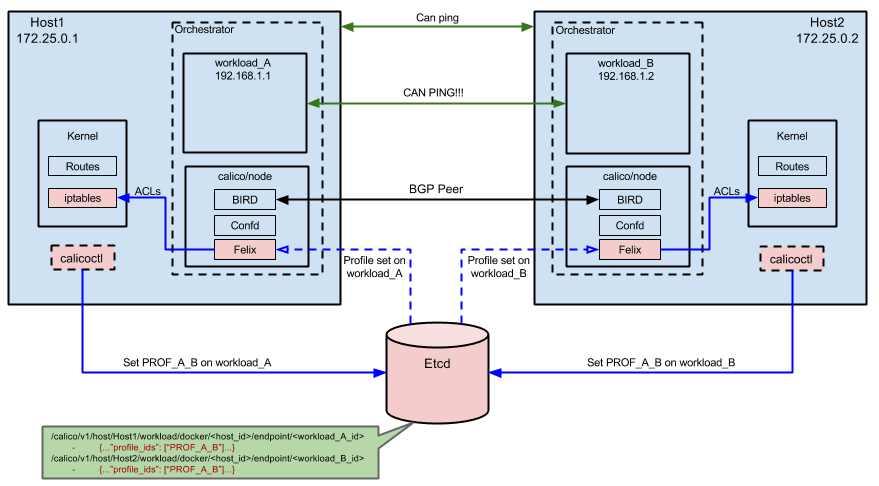 Host1
172.25.0.1
Orchestrator
workload_A
192.168.1.1
Kernel
Routes
iptables
ACLs
calico/node
BIRD
Confd
Felix
calicoctl
Can ping
CAN PING!!!
BGP Peer
Host2
172.25.0.2
Orchestrator
workload_B
192.168.1.2
calico/node
BIRD
Confd
Felix
ACLs
Kernel
Routes
iptables
calicoctl
Profile set on
workload_A
Profile set on
workload_B
Set PROF_A_B on workload_A
Etcd
Set PROF_A_B on workload_B
/calico/v1/host/Host1/workload/docker/<host_id>/endpoint/<workload_A_id>
- {..."profile_ids": ["PROF_A_B"]...}
/calico/v1/host/Host2/workload/docker/<host_id>/endpoint/<workload_B_id>
- {..."profile_ids": ["PROF_A_B"]...}